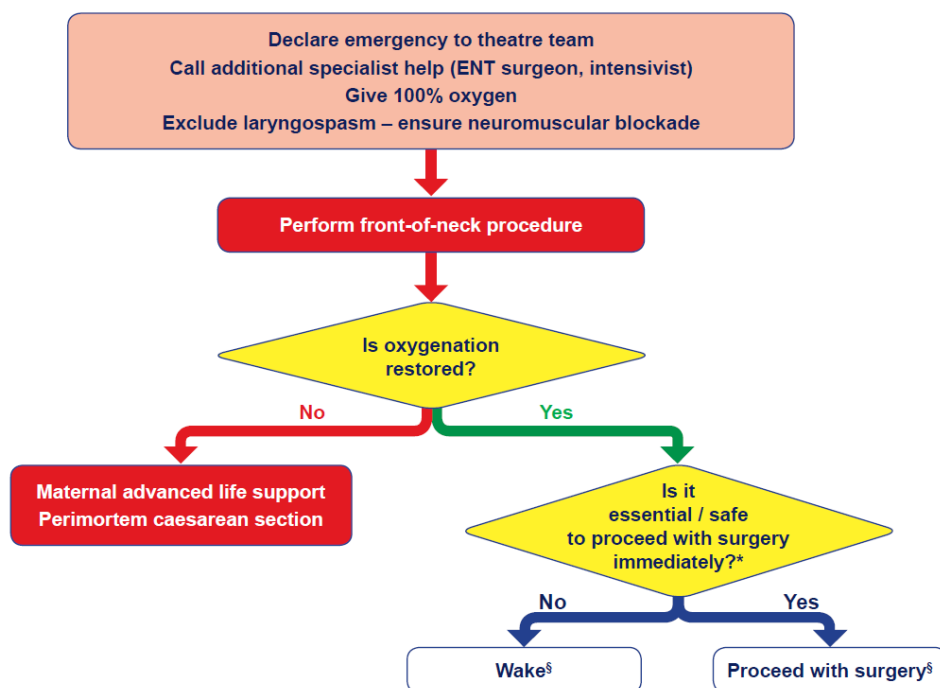 Declare emergency to theatre team
Call additional specialist help (ENT surgeon, intensivist)
Give 100% oxygen
Exclude laryngospasm – ensure neuromuscular blockade
Perform front-of-neck procedure
Is oxygenation
restored?
No
Yes
Maternal advanced life support
Perimortem caesarean section
Is it
essential / safe
to proceed with surgery
immediately?*
No
Yes
Wake§
Proceed with surgery§